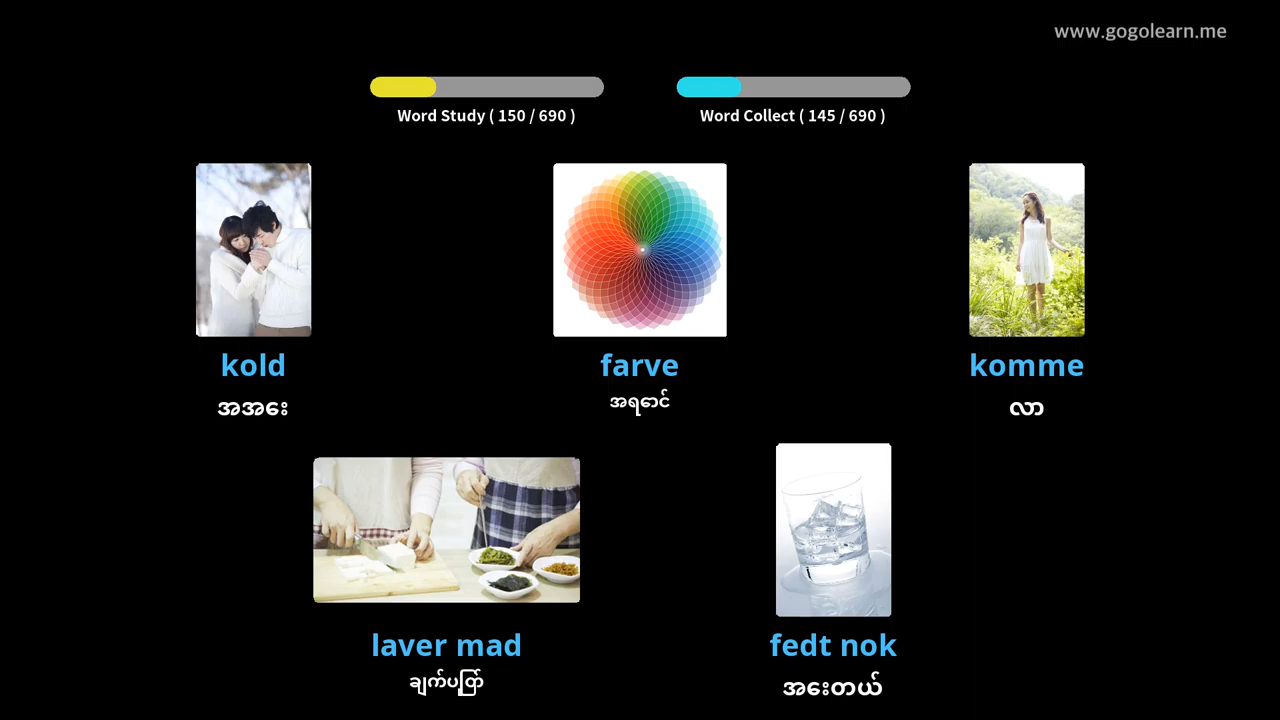 www.gogolearn.me
Word Study ( 150 / 690 )
Word Collect ( 145 / 690 )
kold
အအေး
farve
အရောင်
komme
လာ
laver mad
ချက်ပြုတ်
fedt nok
အေးတယ်